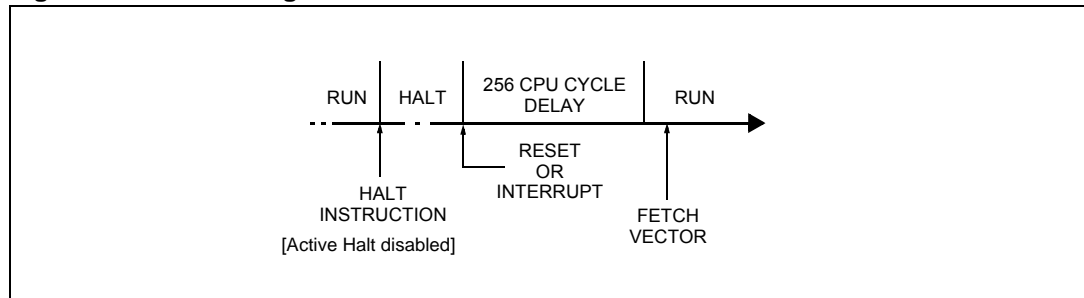 RUN
HALT
256 CPU CYCLE
DELAY
RUN
RESET
OR
INTERRUPT
HALT
INSTRUCTION
[Active Halt disabled]
FETCH
VECTOR